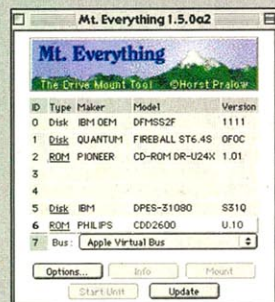 Mt. Everything 1.5.0a2
Mt. Everything
The Drive Mount Tool ©Horst Pralow
ID Type Maker Model Version
0 Disk IBM OEM DFMSS2F 1111
1 Disk QUANTUM FIREBALL ST6.4S 0F0C
2 ROM PIONEER CD-ROM DR-U24X 1.01
3
4
5 Disk IBM DPES-31080 S31Q
6 ROM PHILIPS CDD2600 U.10
7 Bus: Apple Virtual Bus
Options... Info Mount
Start Unit Update